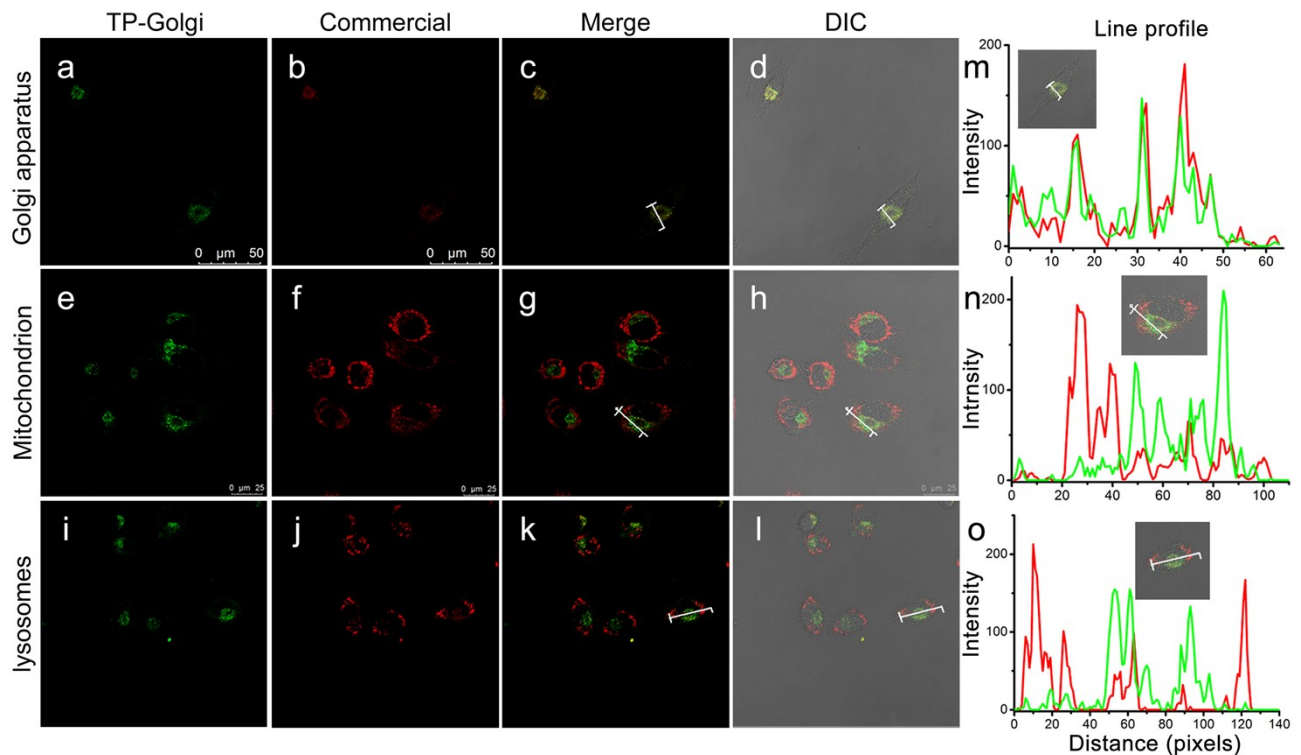 TP-Golgi Commercial Merge DIC Line profile
Golgi apparatus
a b c d m
0 µm 50 0 µm 50
Intensity
200
100
0
0 10 20 30 40 50 60
Mitochondrion
e f g h n
0 µm 25 0 µm 25
Intrnsity
200
100
0
0 20 40 60 80 100
lysosomes
i j k l o
Intensity
200
100
0
0 20 40 60 80 100 120 140
Distance (pixels)